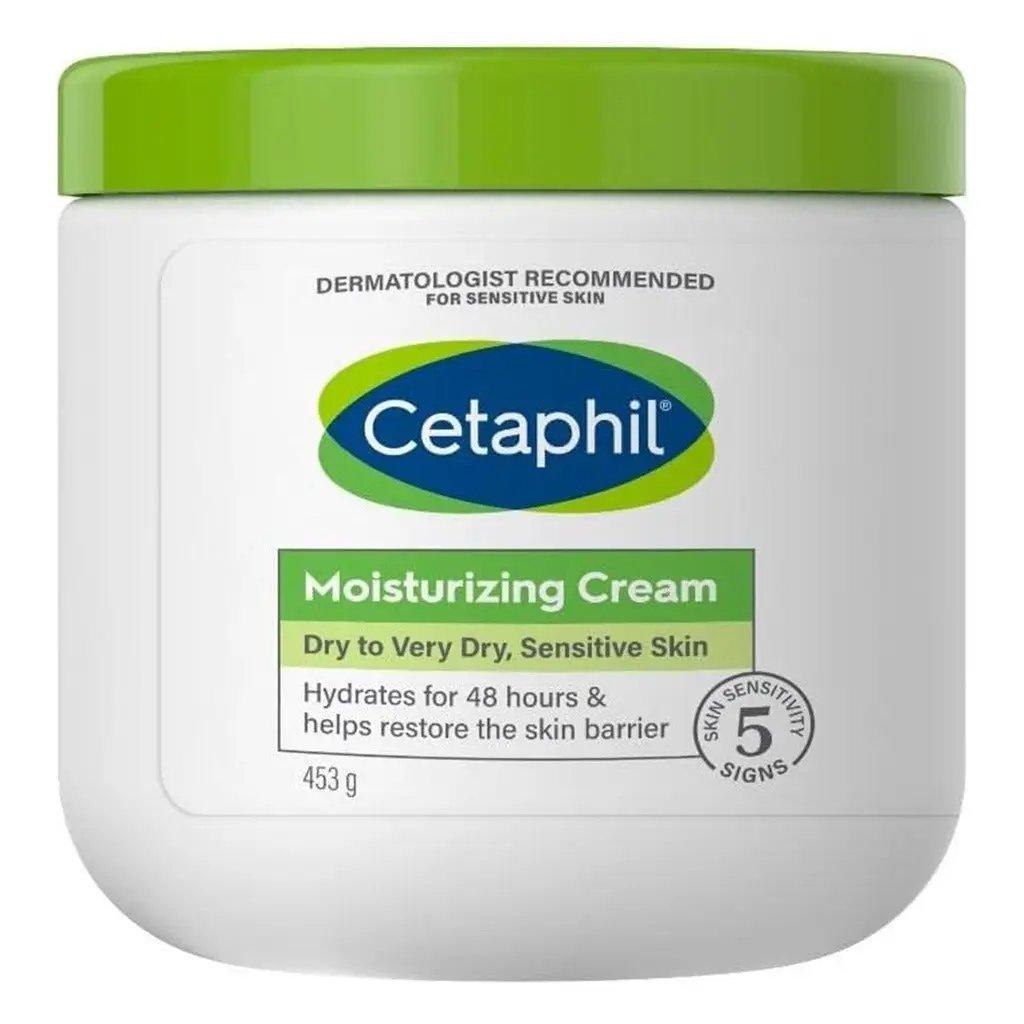 DERMATOLOGIST RECOMMENDED
FOR SENSITIVE SKIN
Cetaphil®
Moisturizing Cream
Dry to Very Dry, Sensitive Skin
Hydrates for 48 hours &
helps restore the skin barrier
SKIN SENSITIVITY
5
SIGNS
453 g